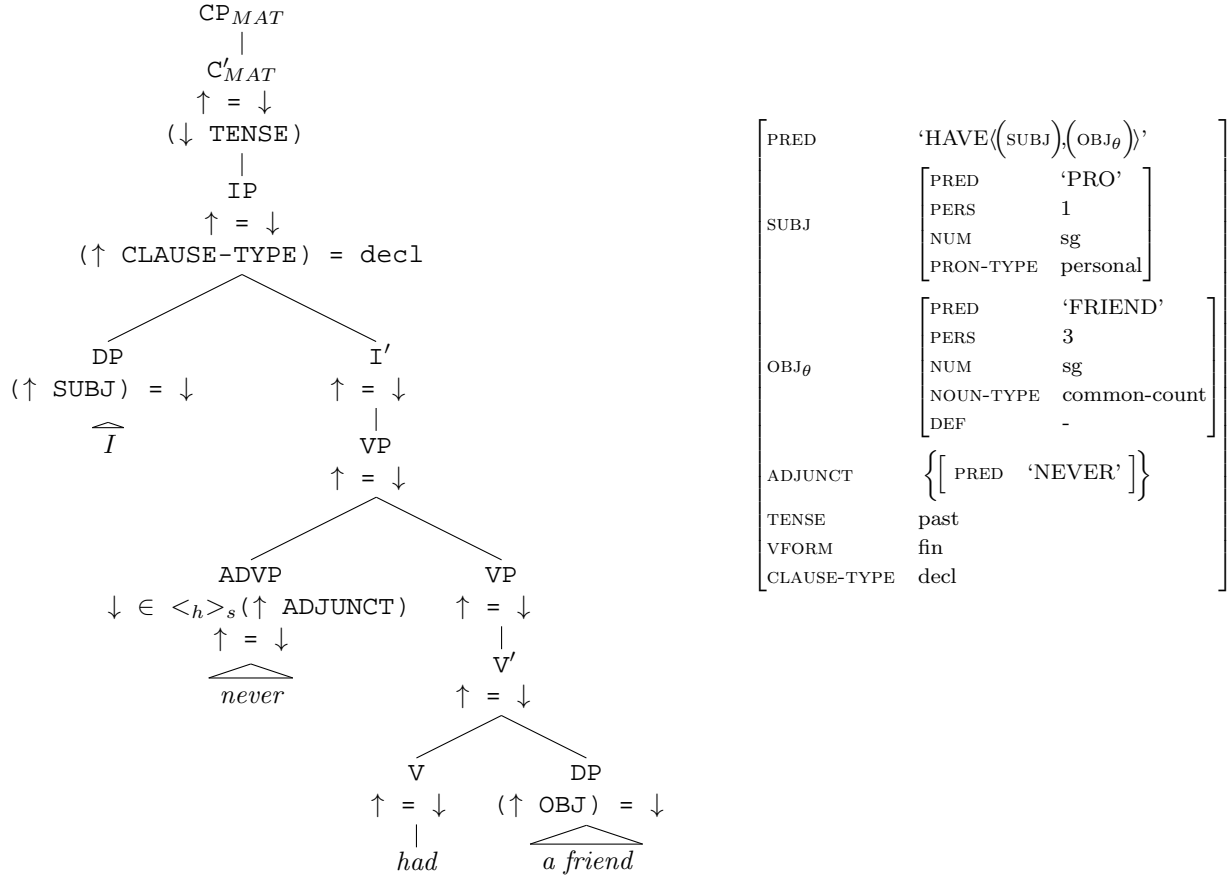 CP_MAT
C′_MAT
↑ = ↓
(↓ TENSE)
IP
↑ = ↓
(↑ CLAUSE-TYPE) = decl
DP I′
(↑ SUBJ) = ↓ ↑ = ↓
I
VP
↑ = ↓
ADVP VP
↓ ∈ <_h>_s(↑ ADJUNCT) ↑ = ↓
↑ = ↓
never
V′
↑ = ↓
V DP
↑ = ↓ (↑ OBJ) = ↓
had a friend
PRED ‘HAVE⟨(SUBJ),(OBJ_θ)⟩’
SUBJ
PRED ‘PRO’
PERS 1
NUM sg
PRON-TYPE personal
OBJ_θ
PRED ‘FRIEND’
PERS 3
NUM sg
NOUN-TYPE common-count
DEF -
ADJUNCT {[ PRED ‘NEVER’ ]}
TENSE past
VFORM fin
CLAUSE-TYPE decl